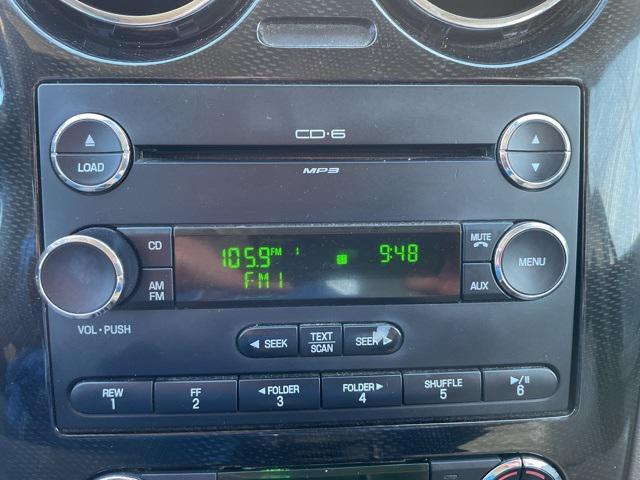 CD·6
LOAD
MP3
CD
105.9 FM 1
9:48
MUTE
MENU
AM
FM
FM1
AUX
VOL · PUSH
◄ SEEK
TEXT
SCAN
SEEK ►
REW
1
FF
2
◄FOLDER
3
FOLDER►
4
SHUFFLE
5
►/II
6